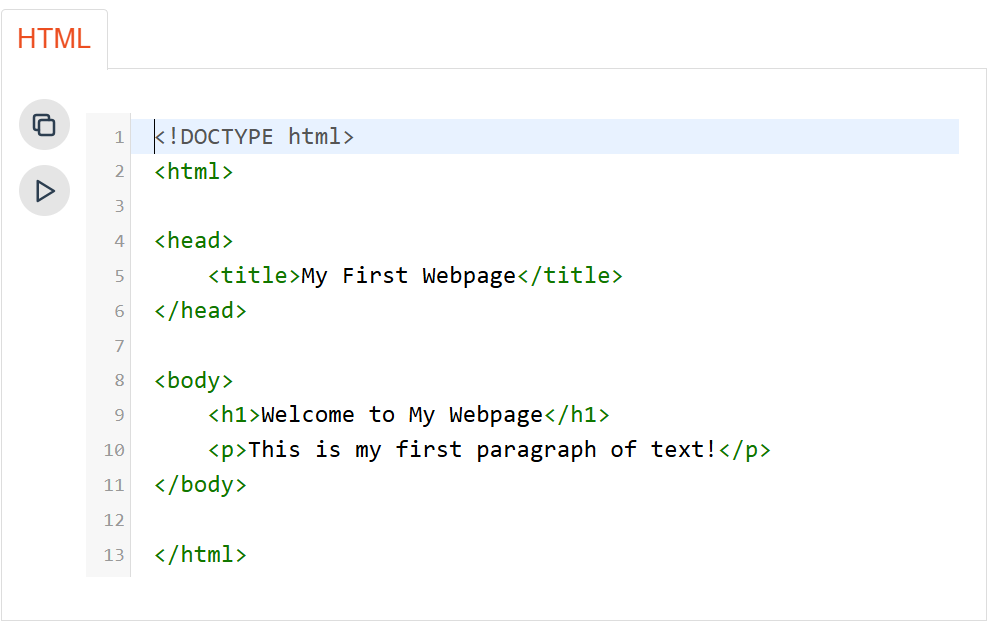 HTML
1 <!DOCTYPE html>
2 <html>
3
4 <head>
5     <title>My First Webpage</title>
6 </head>
7
8 <body>
9     <h1>Welcome to My Webpage</h1>
10     <p>This is my first paragraph of text!</p>
11 </body>
12
13 </html>